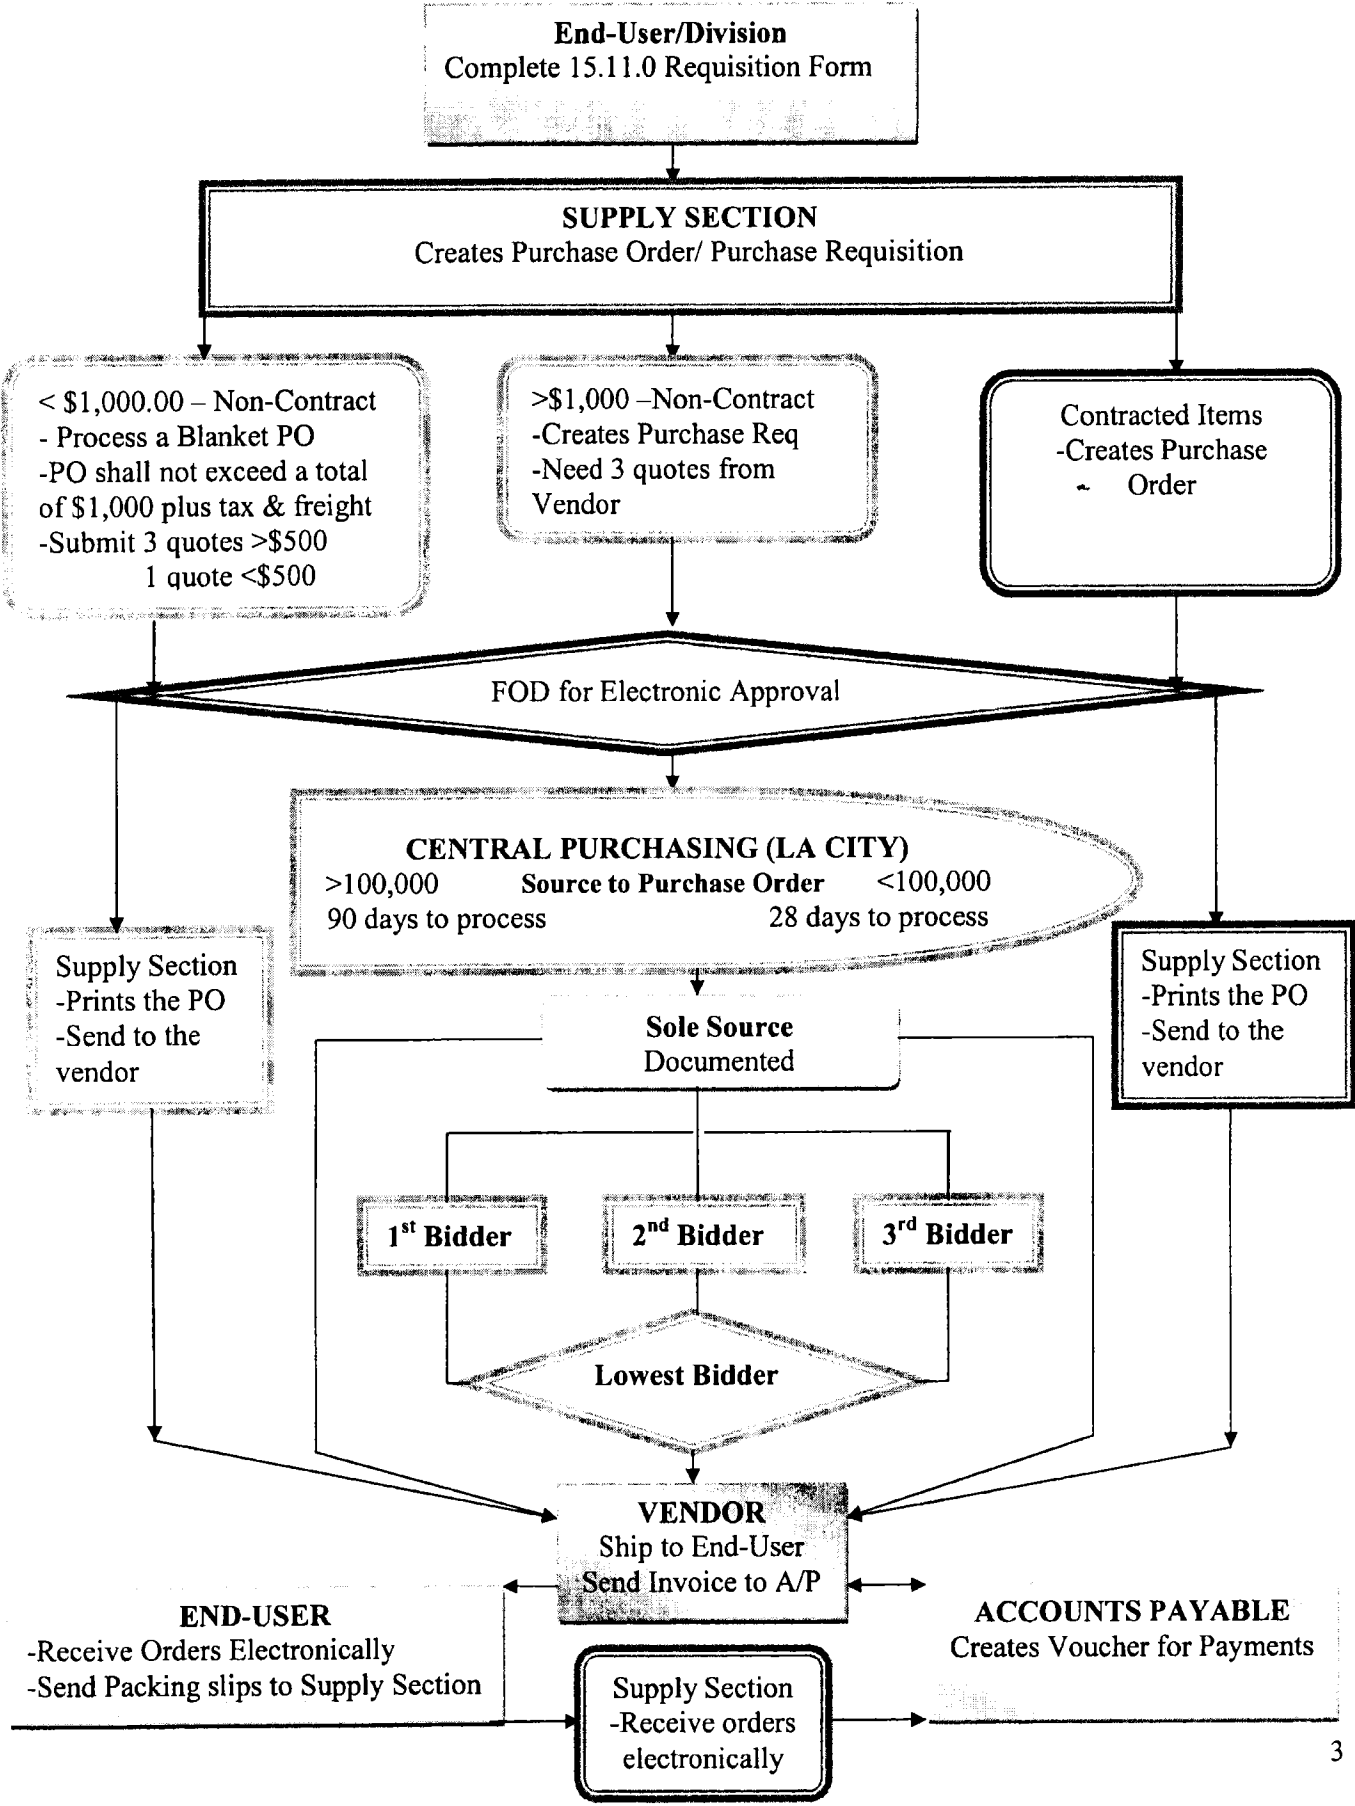 End-User/Division
Complete 15.11.0 Requisition Form
SUPPLY SECTION
Creates Purchase Order/ Purchase Requisition
< $1,000.00 – Non-Contract
- Process a Blanket PO
-PO shall not exceed a total
of $1,000 plus tax & freight
-Submit 3 quotes >$500
1 quote <$500
>$1,000 –Non-Contract
-Creates Purchase Req
-Need 3 quotes from
Vendor
Contracted Items
-Creates Purchase
- Order
FOD for Electronic Approval
CENTRAL PURCHASING (LA CITY)
>100,000 Source to Purchase Order <100,000
90 days to process 28 days to process
Supply Section
-Prints the PO
-Send to the
vendor
Supply Section
-Prints the PO
-Send to the
vendor
Sole Source
Documented
1st Bidder
2nd Bidder
3rd Bidder
Lowest Bidder
VENDOR
Ship to End-User
Send Invoice to A/P
END-USER
-Receive Orders Electronically
-Send Packing slips to Supply Section
ACCOUNTS PAYABLE
Creates Voucher for Payments
Supply Section
-Receive orders
electronically
3